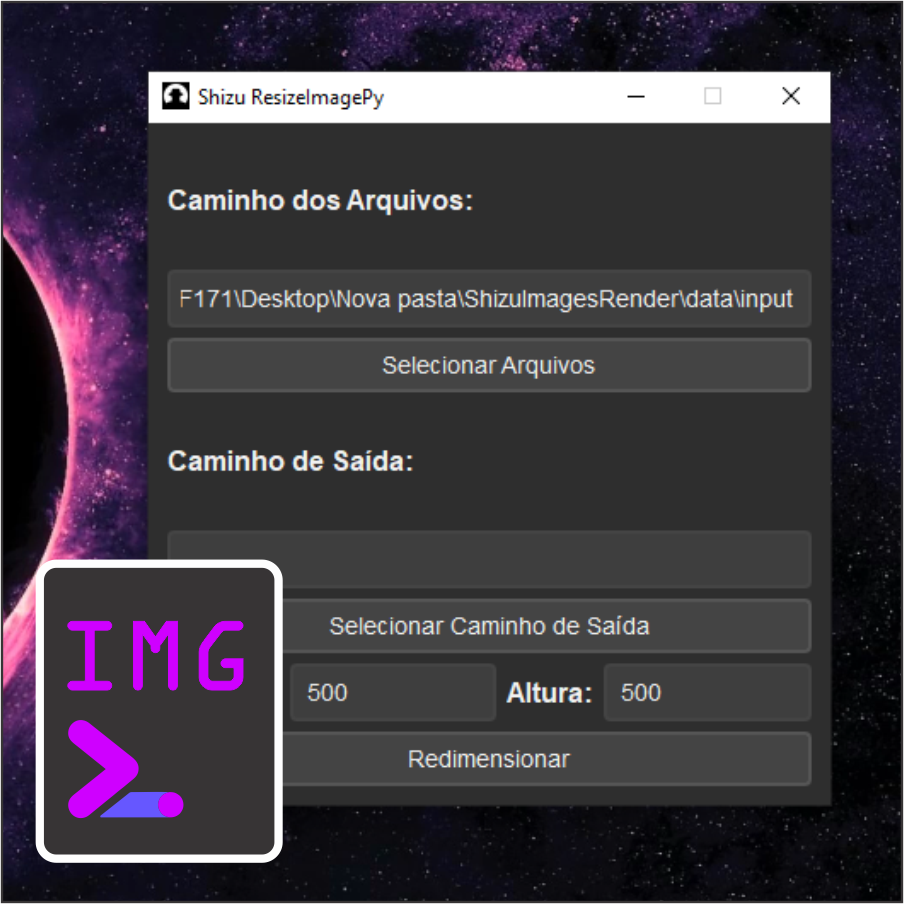 Shizu ResizeImagePy
Caminho dos Arquivos:
F171\Desktop\Nova pasta\ShizuImagesRender\data\input
Selecionar Arquivos
Caminho de Saída:
Selecionar Caminho de Saída
500 Altura: 500
Redimensionar
IMG